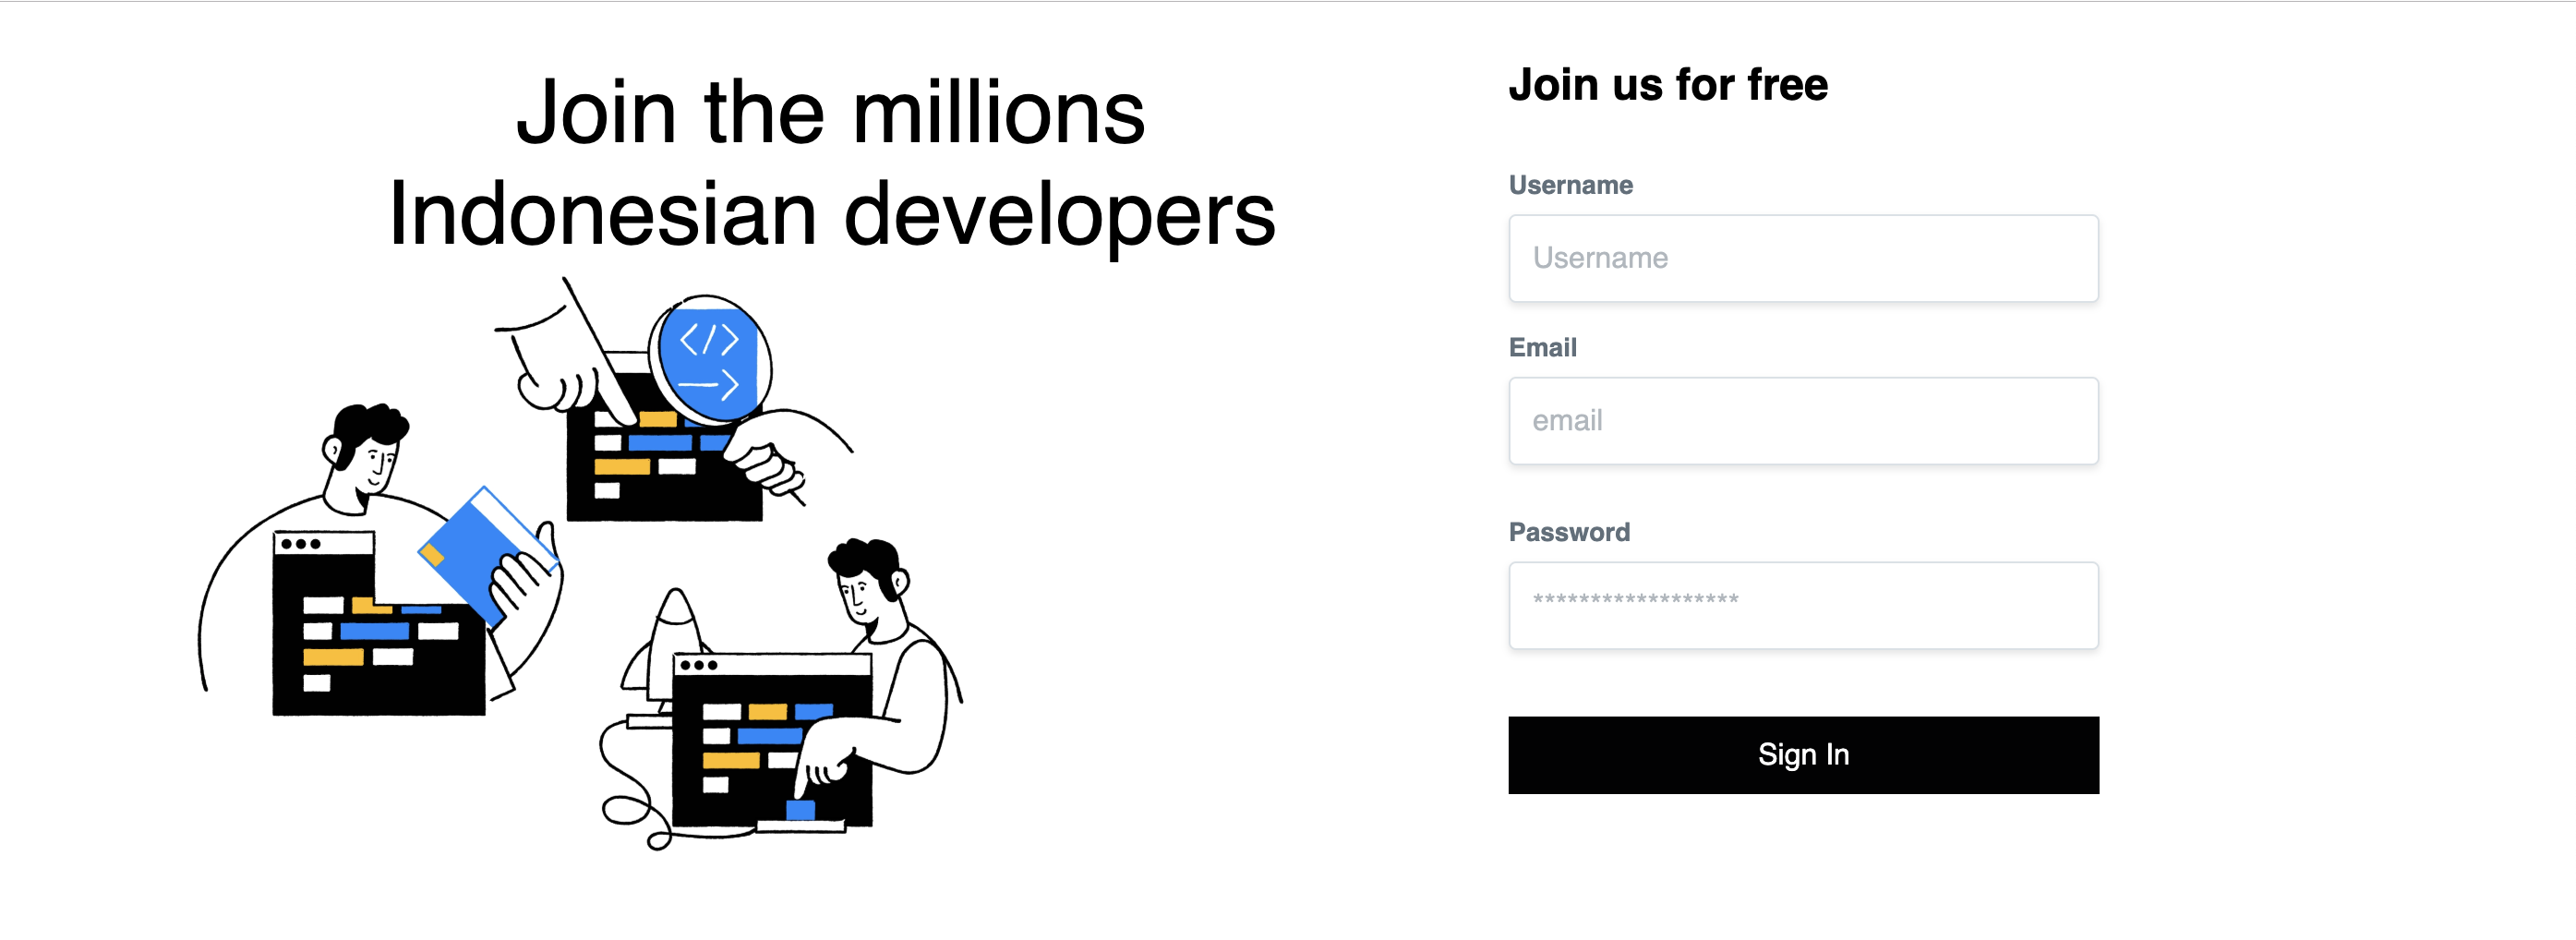 Join the millions
Indonesian developers
</>
Join us for free
Username
Username
Email
email
Password
******************
Sign In